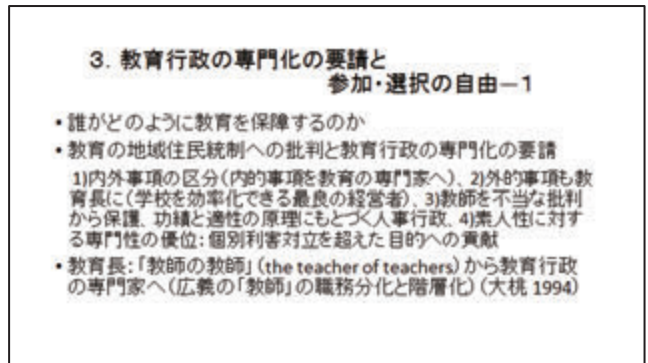 ３．教育行政の専門化の要請と
参加・選択の自由－1
・誰がどのように教育を保障するのか
・教育の地域住民統制への批判と教育行政の専門化の要請
1)内外事項の区分（内的事項を教育の専門家へ）、2)外的事項も教
育長に（学校を効率化できる最良の経営者）、3)教師を不当な批判
から保護、功績と適性の原理にもとづく人事行政、4)素人性に対す
る専門性の優位：個別利害対立を超えた目的への貢献
・教育長：「教師の教師」（the teacher of teachers）から教育行政
の専門家へ（広義の「教師」の職務分化と階層化）（大桃 1994）